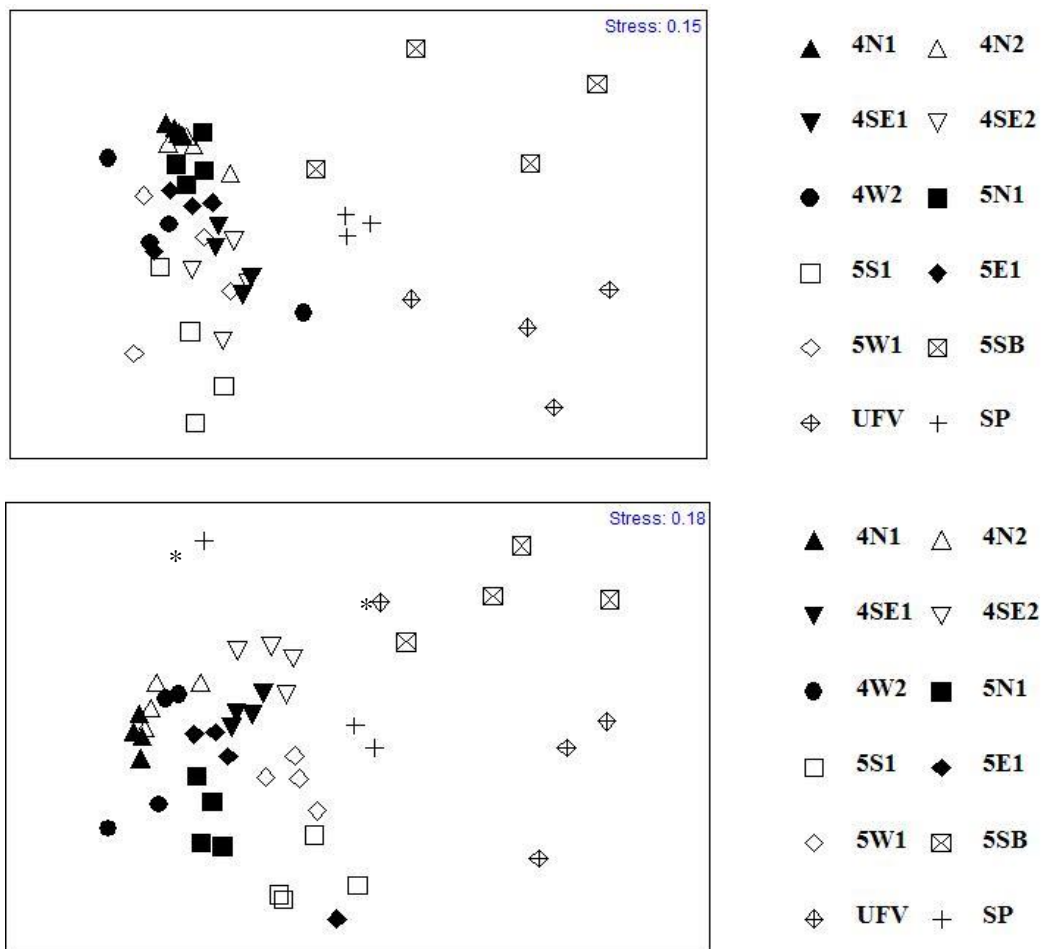 Stress: 0.15
4N1 4N2
4SE1 4SE2
4W2 5N1
5S1 5E1
5W1 5SB
UFV SP
Stress: 0.18
*
*
4N1 4N2
4SE1 4SE2
4W2 5N1
5S1 5E1
5W1 5SB
UFV SP